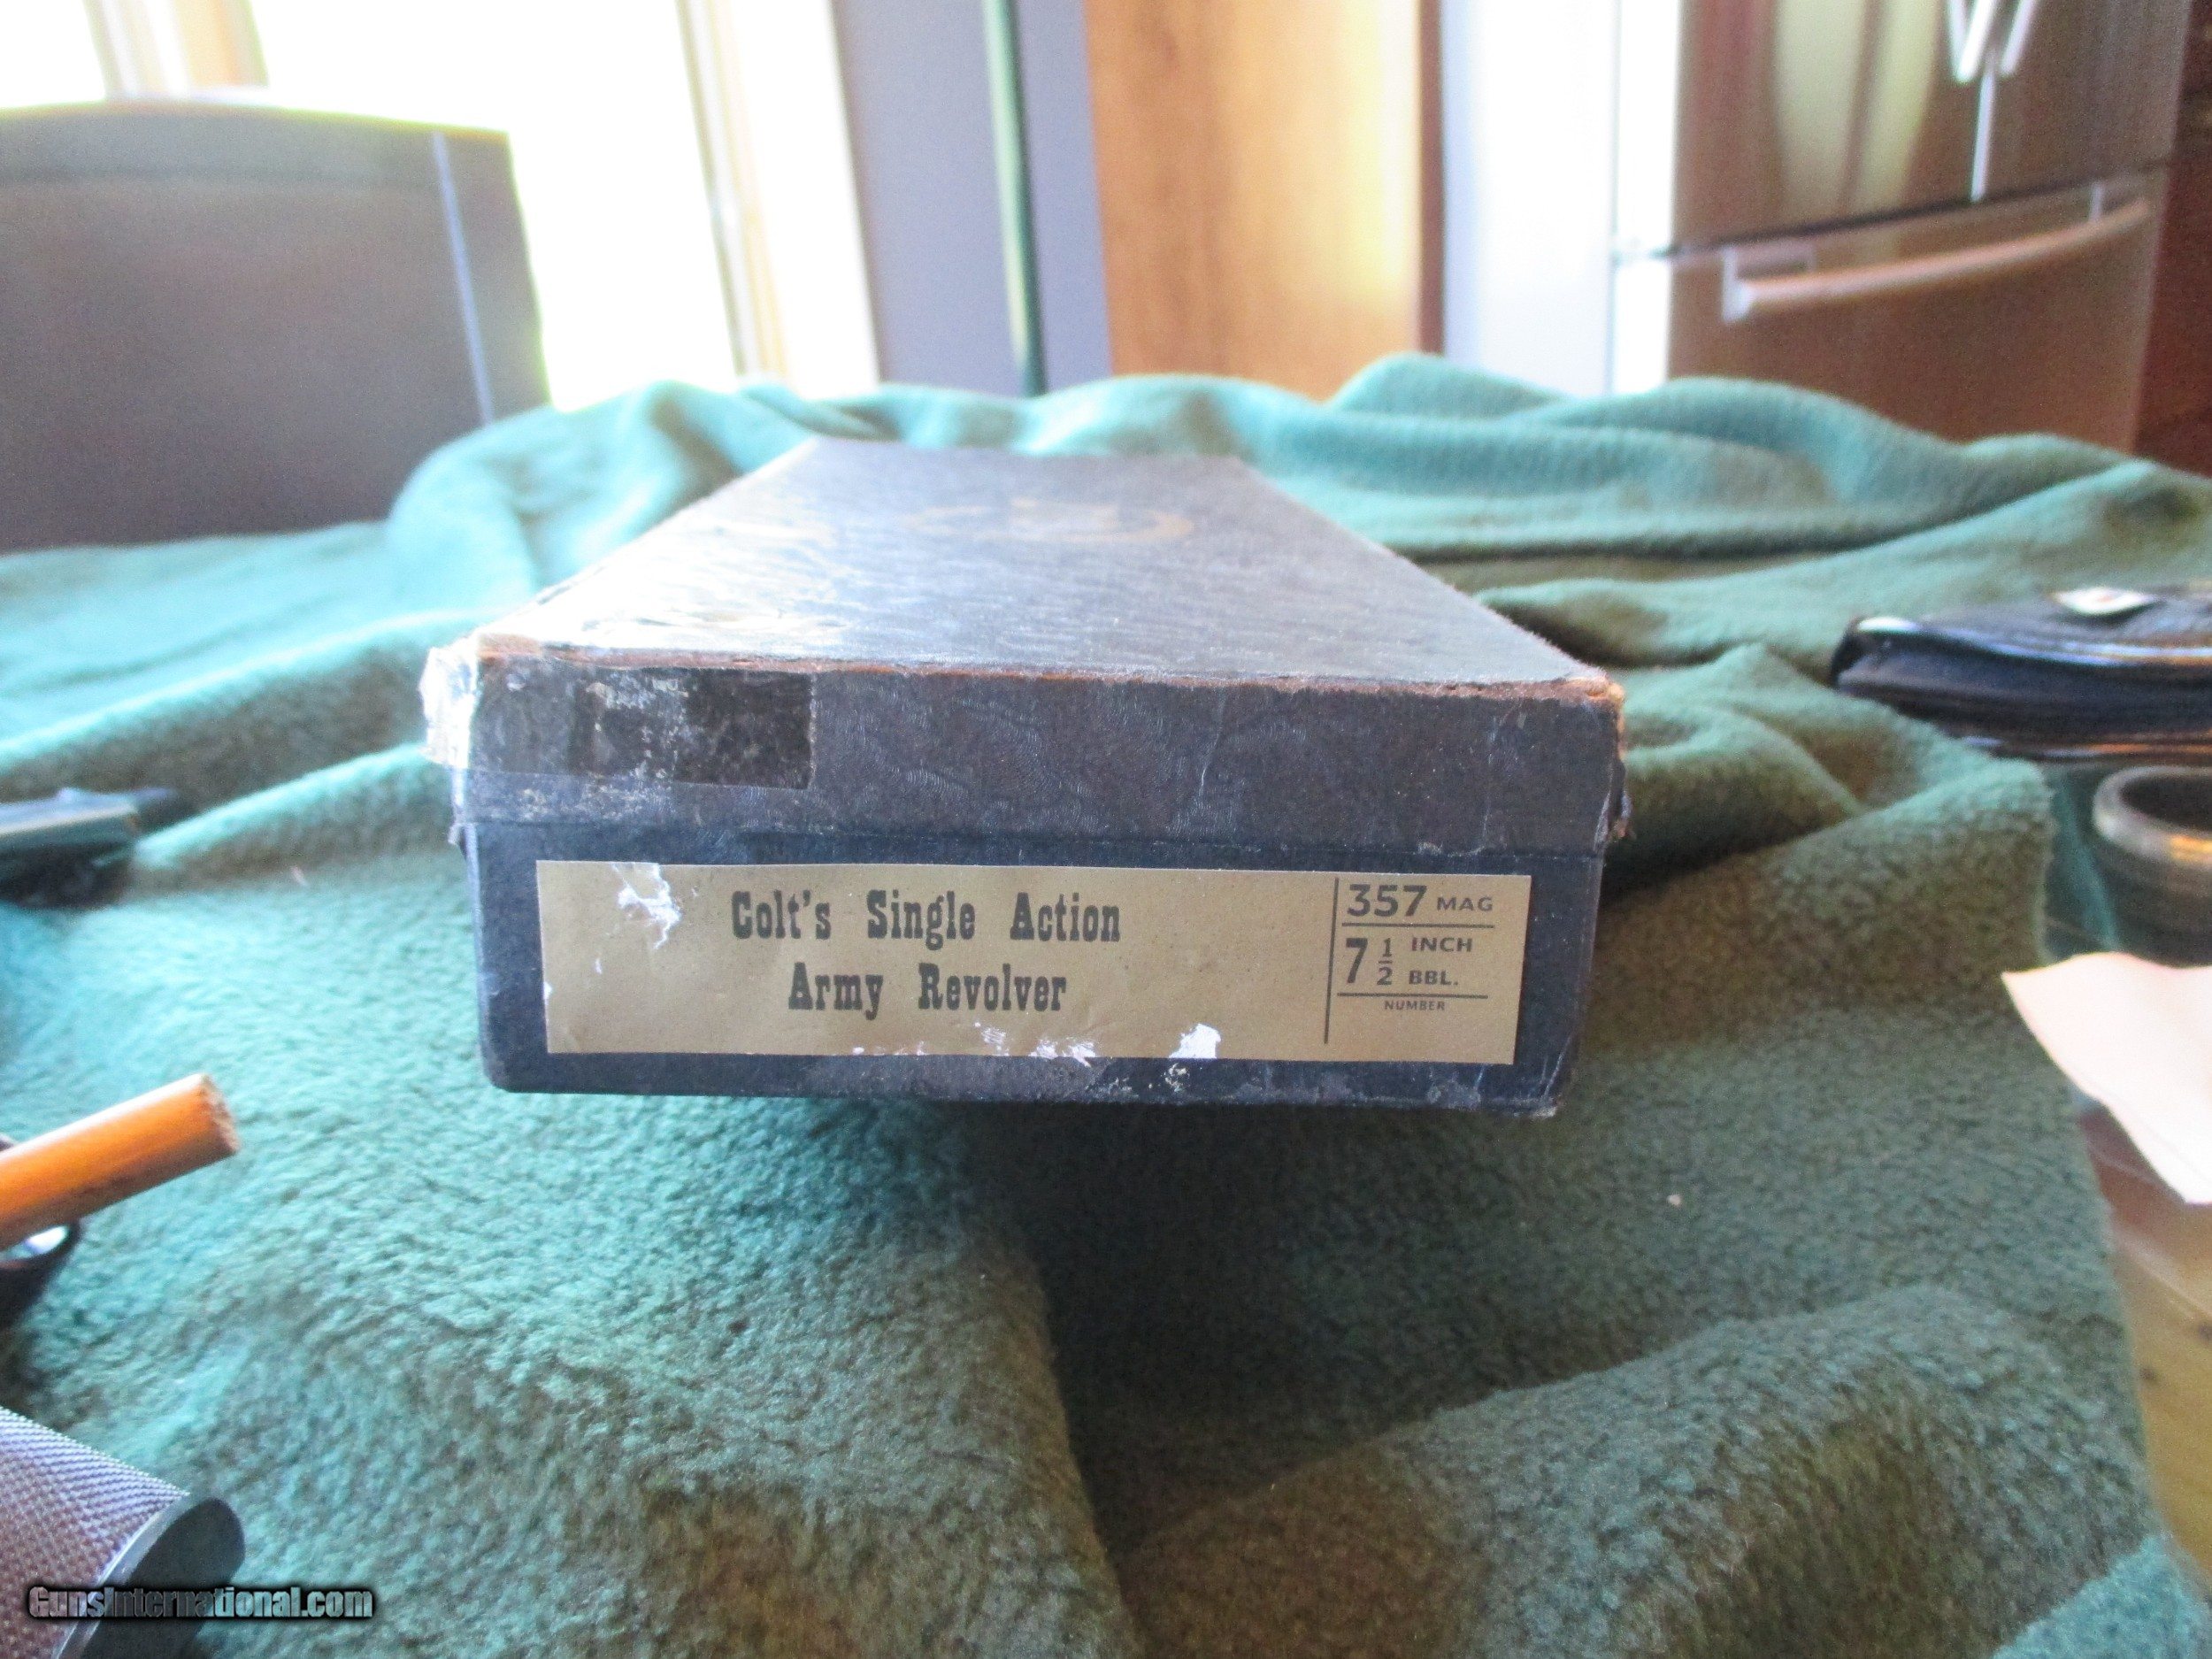 Colt's Single Action
Army Revolver
357 MAG
7 1/2 INCH
BBL.
NUMBER
GunsInternational.com